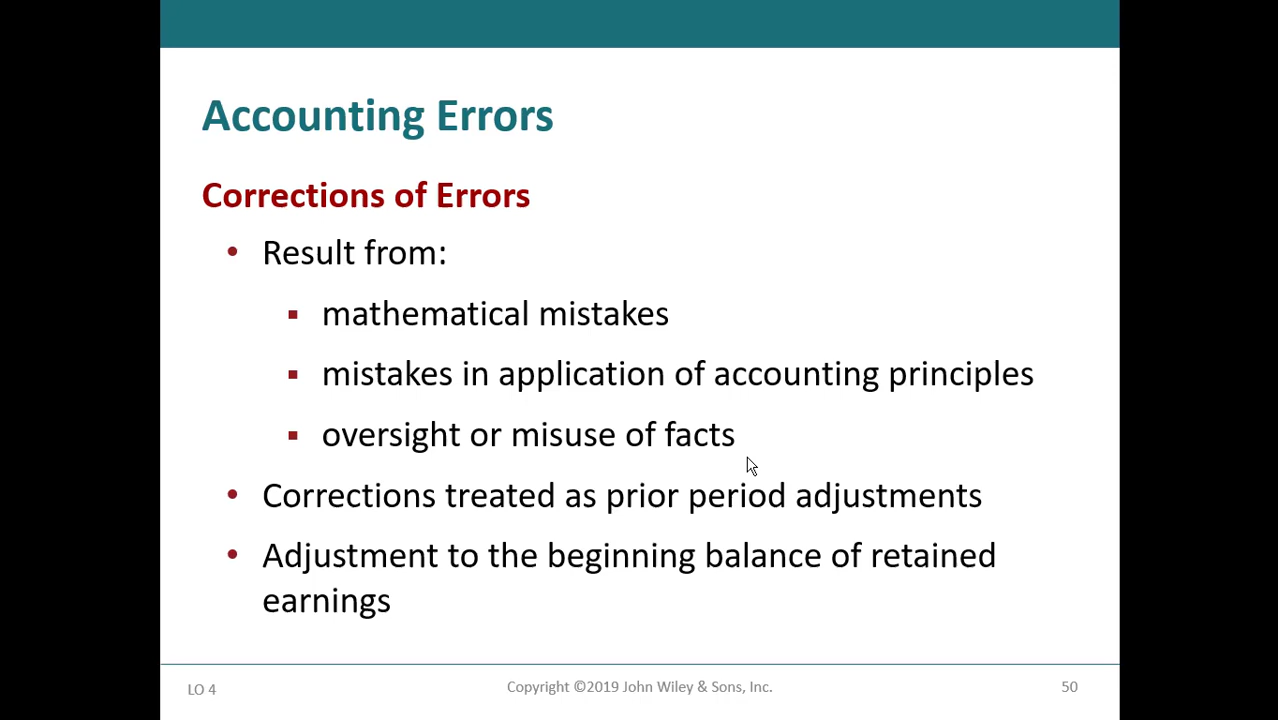 Accounting Errors
Corrections of Errors
• Result from:
▪ mathematical mistakes
▪ mistakes in application of accounting principles
▪ oversight or misuse of facts
• Corrections treated as prior period adjustments
• Adjustment to the beginning balance of retained
earnings
LO 4
Copyright ©2019 John Wiley & Sons, Inc.
50